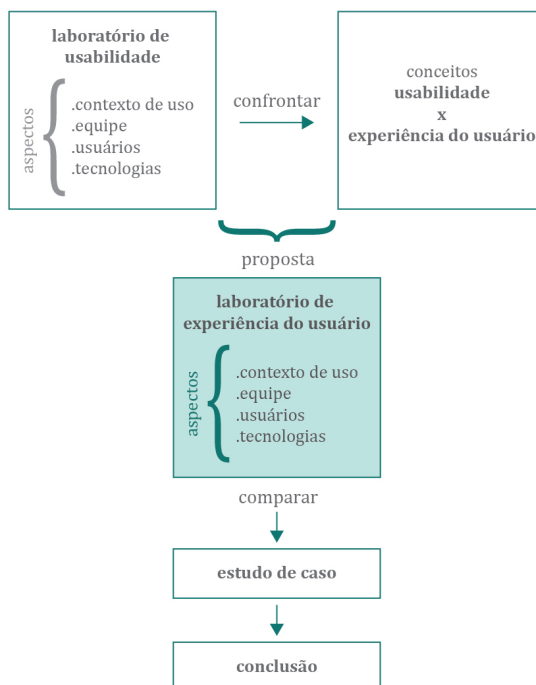 laboratório de
usabilidade
aspectos
.contexto de uso
.equipe
.usuários
.tecnologias
confrontar
conceitos
usabilidade
x
experiência do usuário
proposta
laboratório de
experiência do usuário
aspectos
.contexto de uso
.equipe
.usuários
.tecnologias
comparar
estudo de caso
conclusão